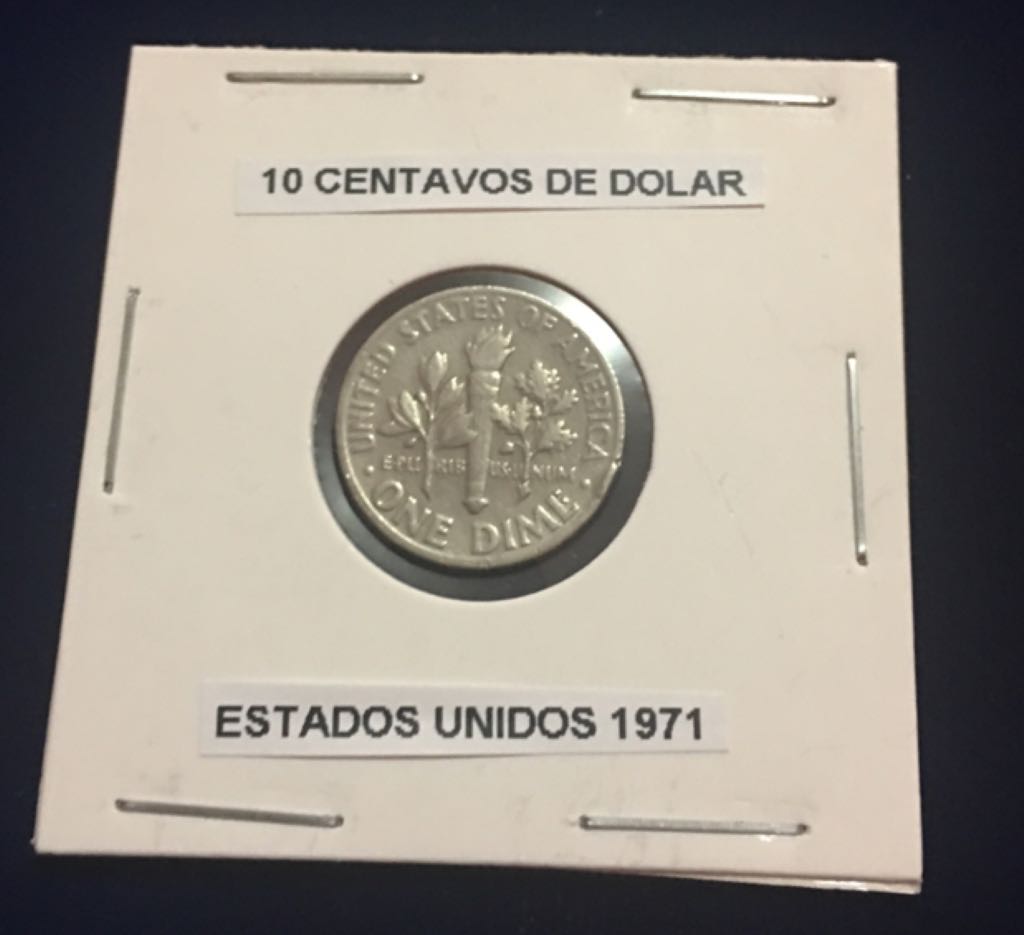 10 CENTAVOS DE DOLAR
UNITED STATES OF AMERICA
E·PLURIBUS·UNUM
· ONE DIME ·
ESTADOS UNIDOS 1971